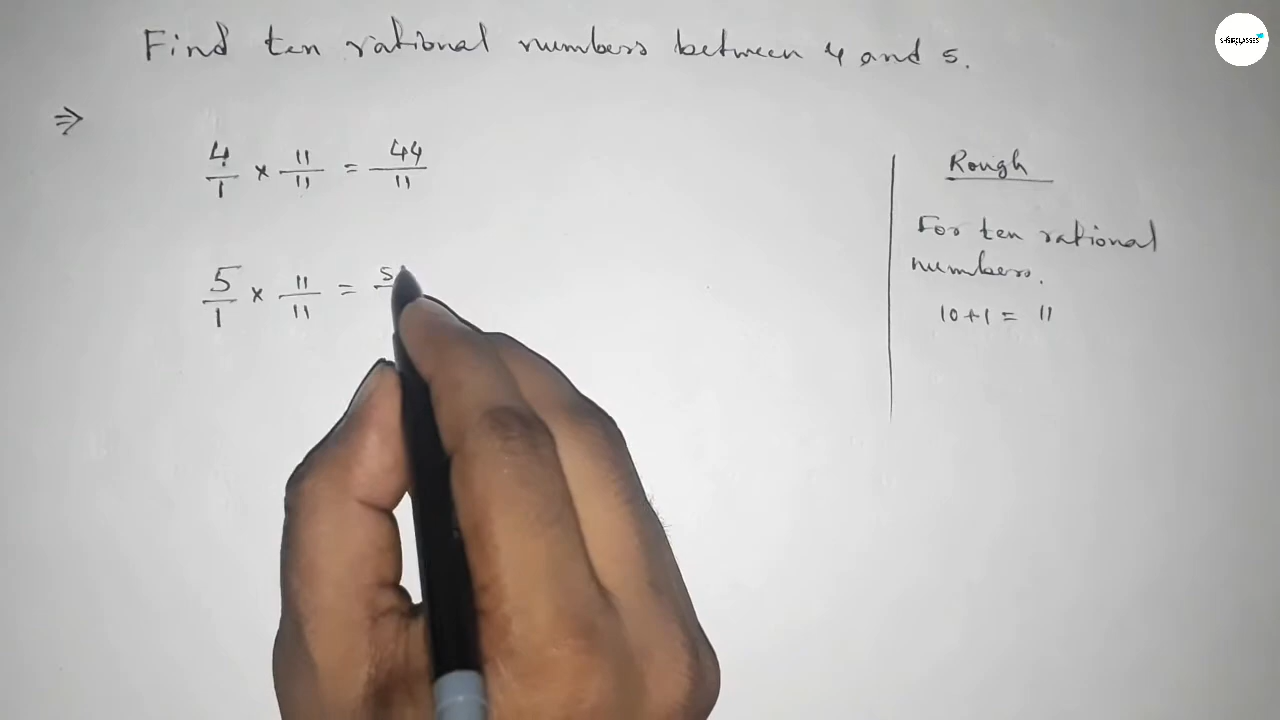 Find ten rational numbers between 4 and 5.
⇒
4/1 × 11/11 = 44/11
5/1 × 11/11 = 5
Rough
For ten rational
numbers.
10+1 = 11